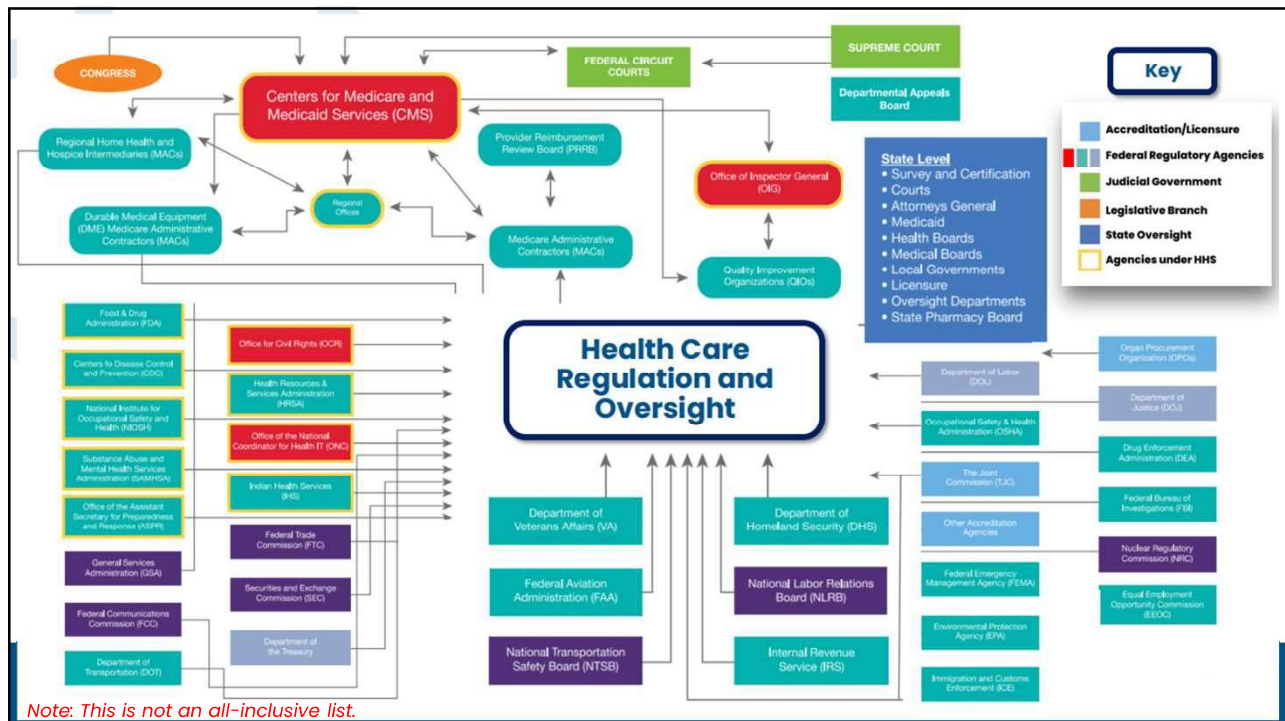 CONGRESS
Centers for Medicare and
Medicaid Services (CMS)
FEDERAL CIRCUIT
COURTS
SUPREME COURT
Departmental Appeals
Board
Key
Accreditation/Licensure
Federal Regulatory Agencies
Judicial Government
Legislative Branch
State Oversight
Agencies under HHS
Regional Home Health and
Hospice Intermediaries (MACs)
Provider Reimbursement
Review Board (PRRB)
Office of Inspector General
(OIG)
Regional
Offices
Durable Medical Equipment
(DME) Medicare Administrative
Contractors (MACs)
Medicare Administrative
Contractors (MACs)
Quality Improvement
Organizations (QIOs)
State Level
• Survey and Certification
• Courts
• Attorneys General
• Medicaid
• Health Boards
• Medical Boards
• Local Governments
• Licensure
• Oversight Departments
• State Pharmacy Board
Health Care
Regulation and
Oversight
Food & Drug
Administration (FDA)
Centers fo Disease Control
and Prevention (CDC)
National Institute for
Occupational Safety and
Health (NIOSH)
Substance Abuse and
Mental Health Services
Administration (SAMHSA)
Office of the Assistant
Secretary for Preparedness
and Response (ASPR)
General Services
Administration (GSA)
Federal Communications
Commission (FCC)
Department of
Transportation (DOT)
Office for Civil Rights (OCR)
Health Resources &
Services Administration
(HRSA)
Office of the National
Coordinator for Health IT (ONC)
Indian Health Services
(IHS)
Federal Trade
Commission (FTC)
Securities and Exchange
Commission (SEC)
Department of
the Treasury
Department of
Veterans Affairs (VA)
Federal Aviation
Administration (FAA)
National Transportation
Safety Board (NTSB)
Department of
Homeland Security (DHS)
National Labor Relations
Board (NLRB)
Internal Revenue
Service (IRS)
Department of Labor
(DOL)
Occupational Safety & Health
Administration (OSHA)
The Joint
Commission (TJC)
Other Accreditation
Agencies
Federal Emergency
Management Agency (FEMA)
Environmental Protection
Agency (EPA)
Immigration and Customs
Enforcement (ICE)
Organ Procurement
Organization (OPOs)
Department of
Justice (DOJ)
Drug Enforcement
Administration (DEA)
Federal Bureau of
Investigations (FBI)
Nuclear Regulatory
Commission (NRC)
Equal Employment
Opportunity Commission
(EEOC)
Note: This is not an all-inclusive list.